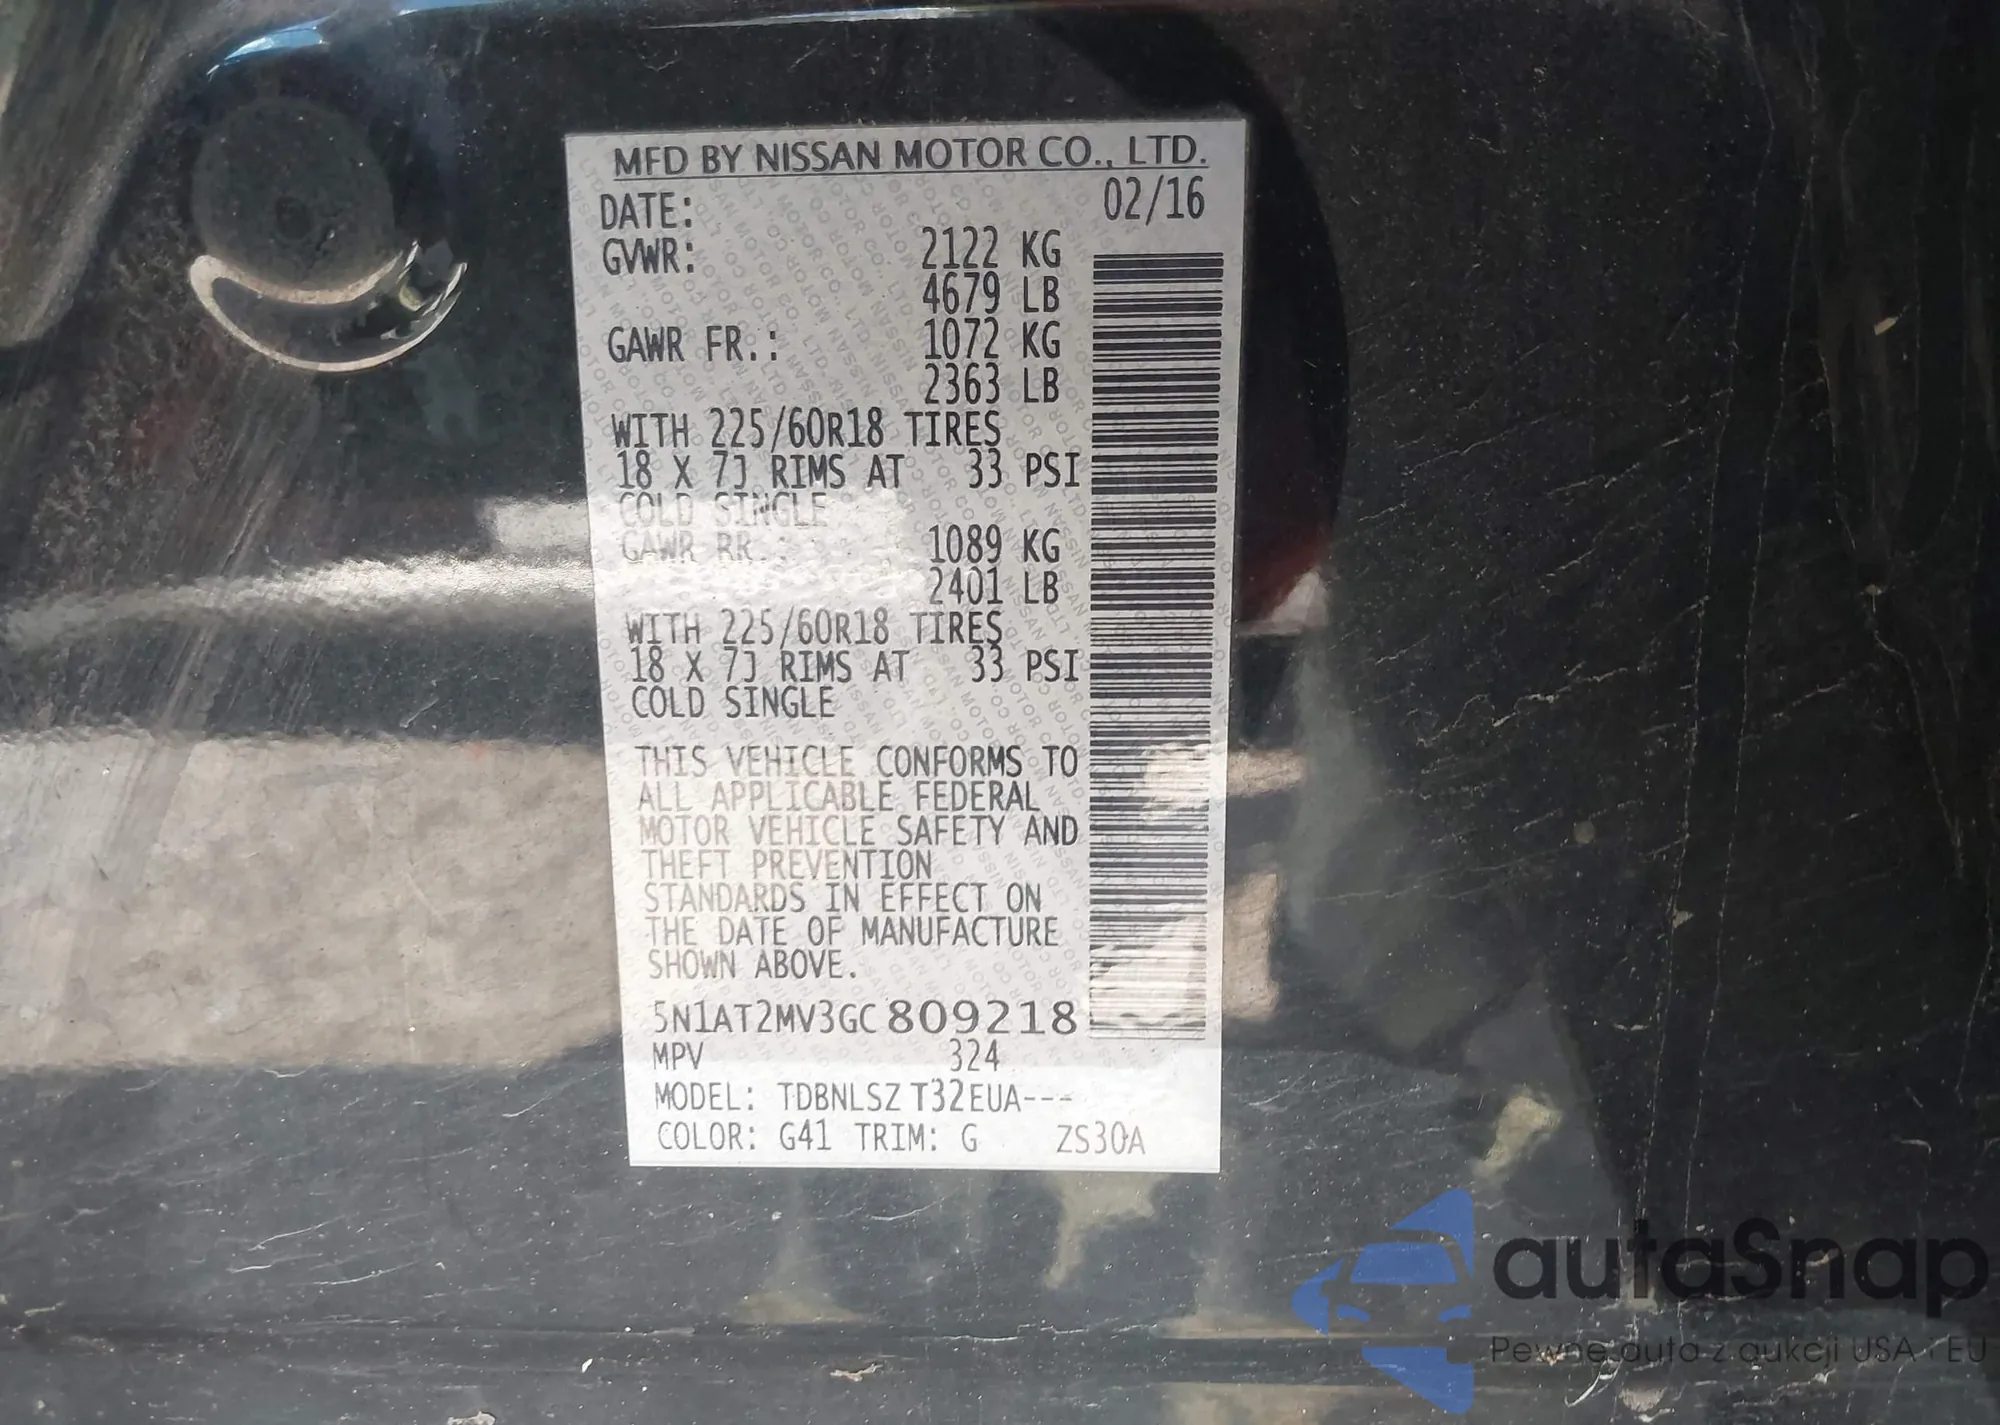 MFD BY NISSAN MOTOR CO., LTD.
DATE: 02/16
GVWR: 2122 KG
4679 LB
GAWR FR.: 1072 KG
2363 LB
WITH 225/60R18 TIRES
18 X 7J RIMS AT 33 PSI
COLD SINGLE
GAWR RR.: 1089 KG
2401 LB
WITH 225/60R18 TIRES
18 X 7J RIMS AT 33 PSI
COLD SINGLE
THIS VEHICLE CONFORMS TO
ALL APPLICABLE FEDERAL
MOTOR VEHICLE SAFETY AND
THEFT PREVENTION
STANDARDS IN EFFECT ON
THE DATE OF MANUFACTURE
SHOWN ABOVE.
5N1AT2MV3GC809218
MPV 324
MODEL: TDBNLSZ T32EUA---
COLOR: G41 TRIM: G ZS30A
autaSnap
Pewne auta z aukcji USA i EU